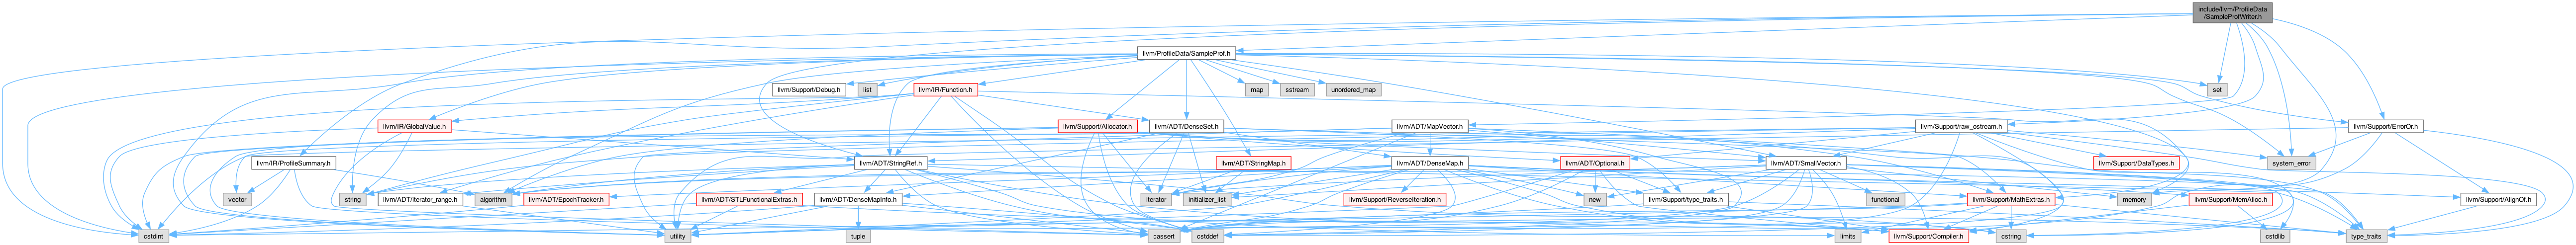 include/llvm/ProfileData
/SampleProfWriter.h
llvm/ProfileData/SampleProf.h
llvm/Support/Debug.h
list
llvm/IR/Function.h
map
sstream
unordered_map
set
llvm/IR/GlobalValue.h
llvm/Support/Allocator.h
llvm/ADT/DenseSet.h
llvm/ADT/MapVector.h
llvm/Support/raw_ostream.h
llvm/Support/ErrorOr.h
llvm/IR/ProfileSummary.h
llvm/ADT/StringRef.h
llvm/ADT/StringMap.h
llvm/ADT/DenseMap.h
llvm/ADT/Optional.h
llvm/ADT/SmallVector.h
llvm/Support/DataTypes.h
system_error
vector
string
llvm/ADT/iterator_range.h
algorithm
llvm/ADT/EpochTracker.h
llvm/ADT/STLFunctionalExtras.h
llvm/ADT/DenseMapInfo.h
iterator
initializer_list
llvm/Support/ReverseIteration.h
new
llvm/Support/type_traits.h
functional
llvm/Support/MathExtras.h
memory
llvm/Support/MemAlloc.h
llvm/Support/AlignOf.h
cstdint
utility
tuple
cassert
cstddef
limits
llvm/Support/Compiler.h
cstring
cstdlib
type_traits